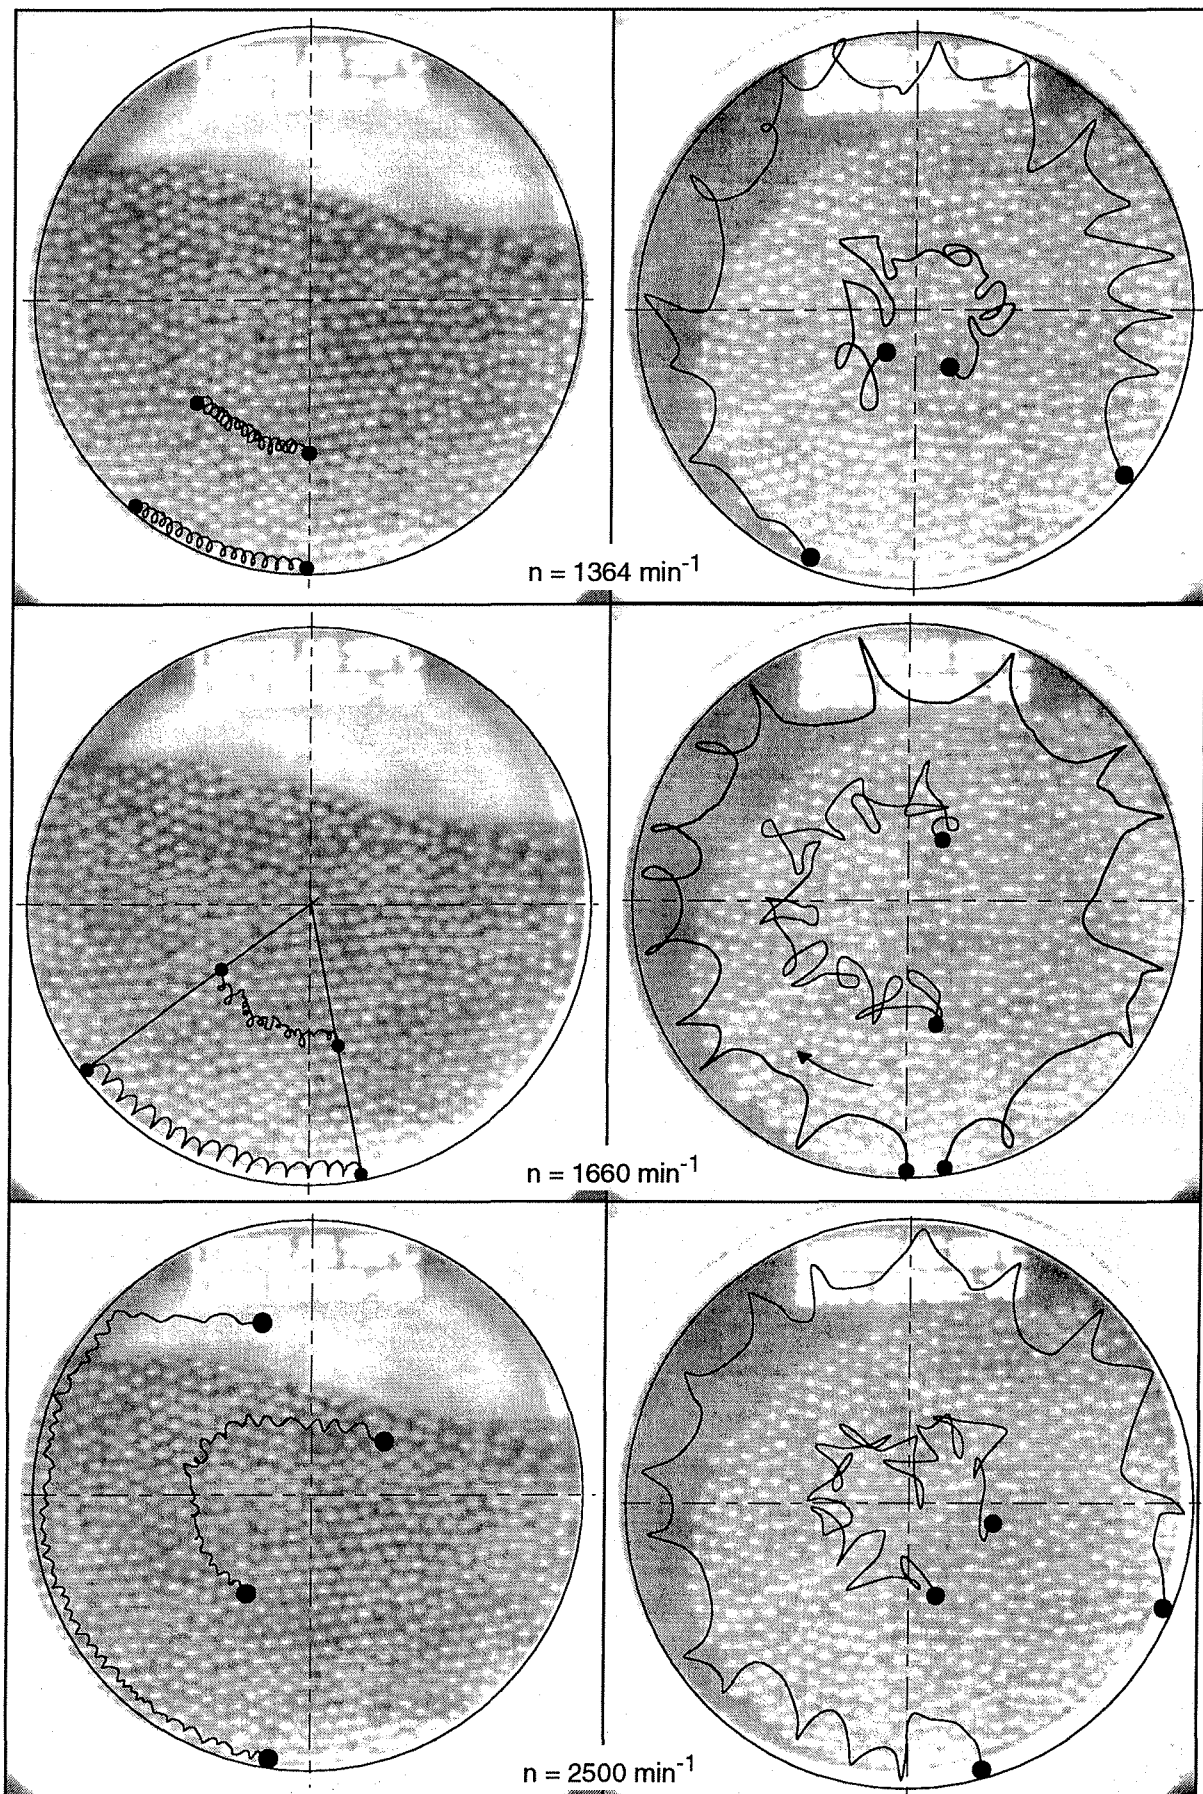 n = 1364 min⁻¹
n = 1660 min⁻¹
n = 2500 min⁻¹